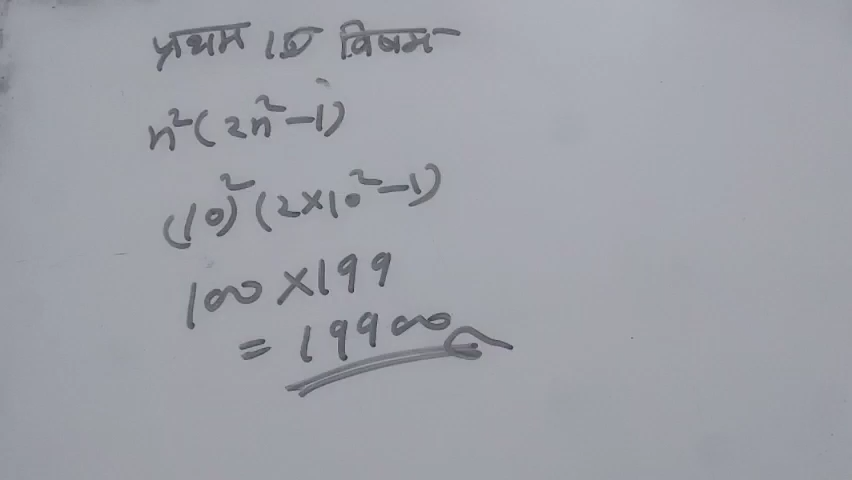 प्रथम 10 विषम
n²(2n²-1)
(10)²(2×10²-1)
100×199
= 19900